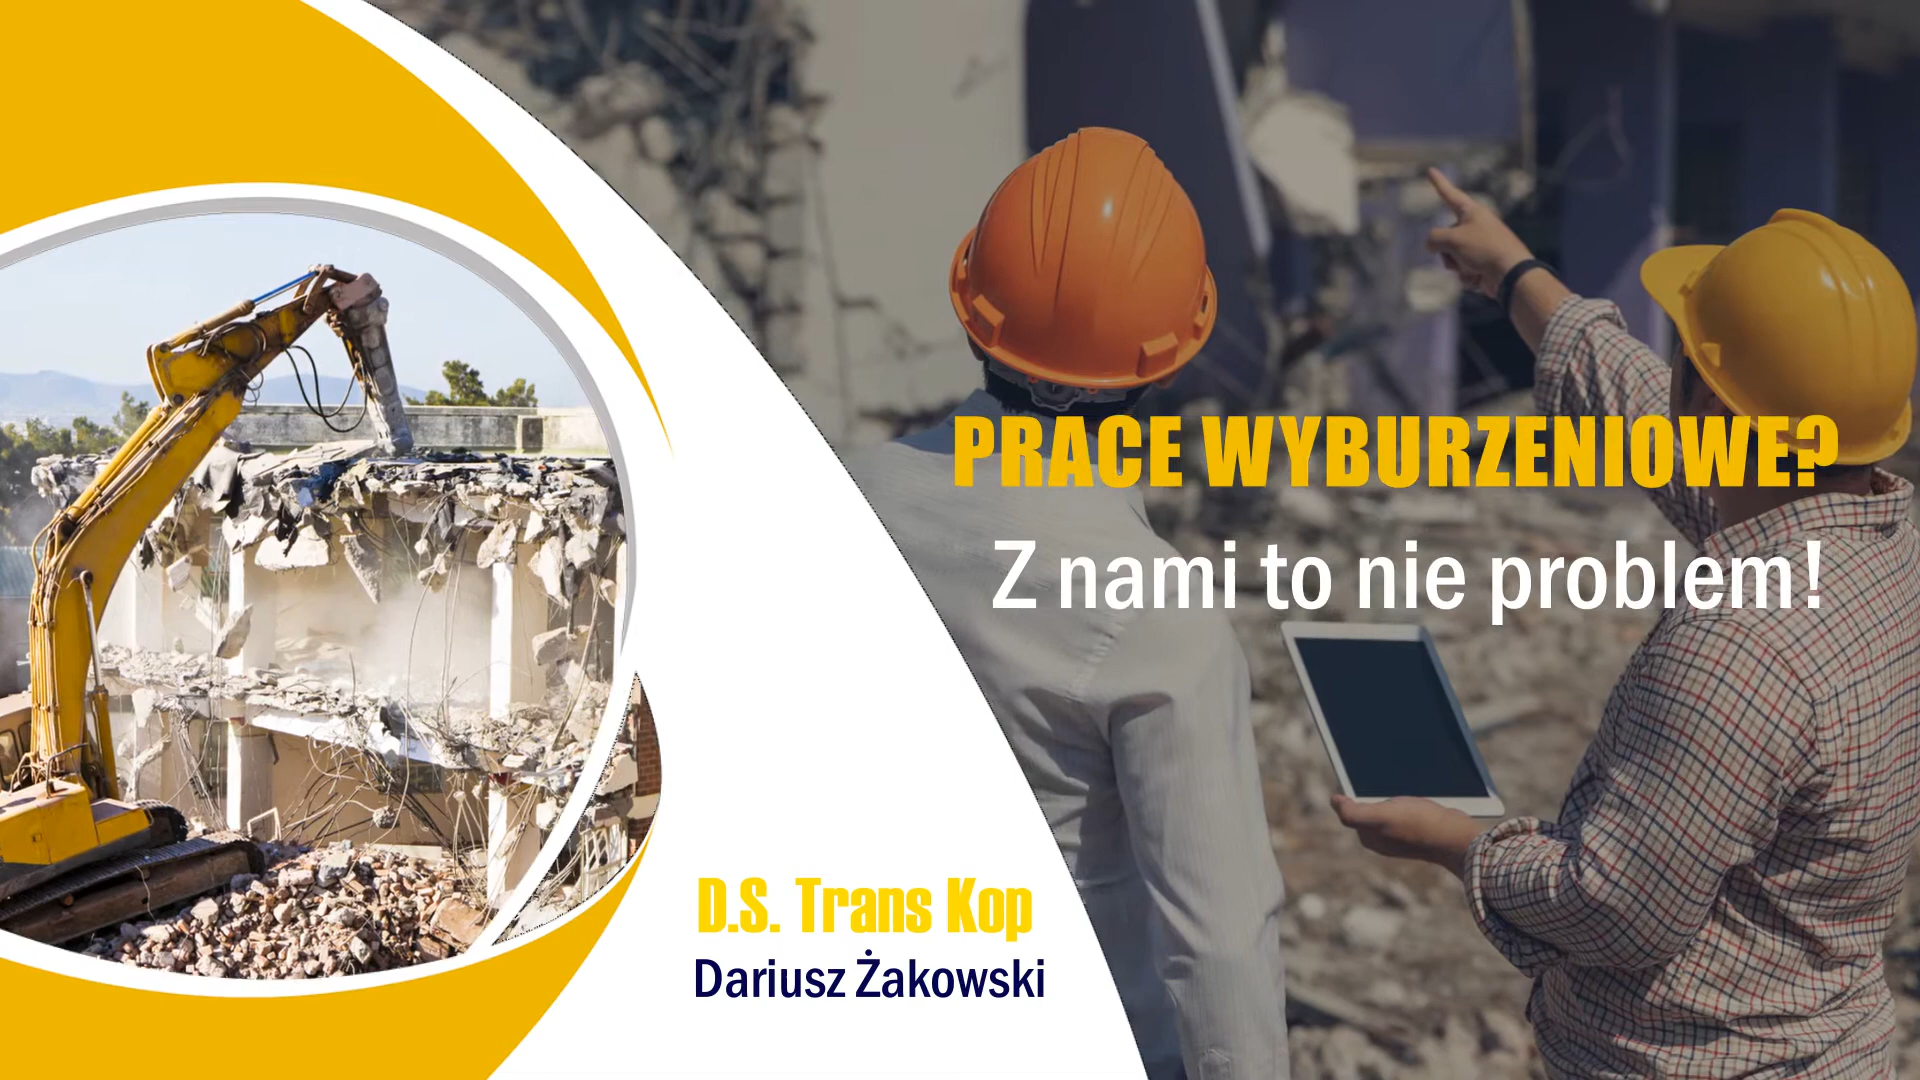 PRACE WYBURZENIOWE?
Z nami to nie problem!
D.S. Trans Kop
Dariusz Żakowski